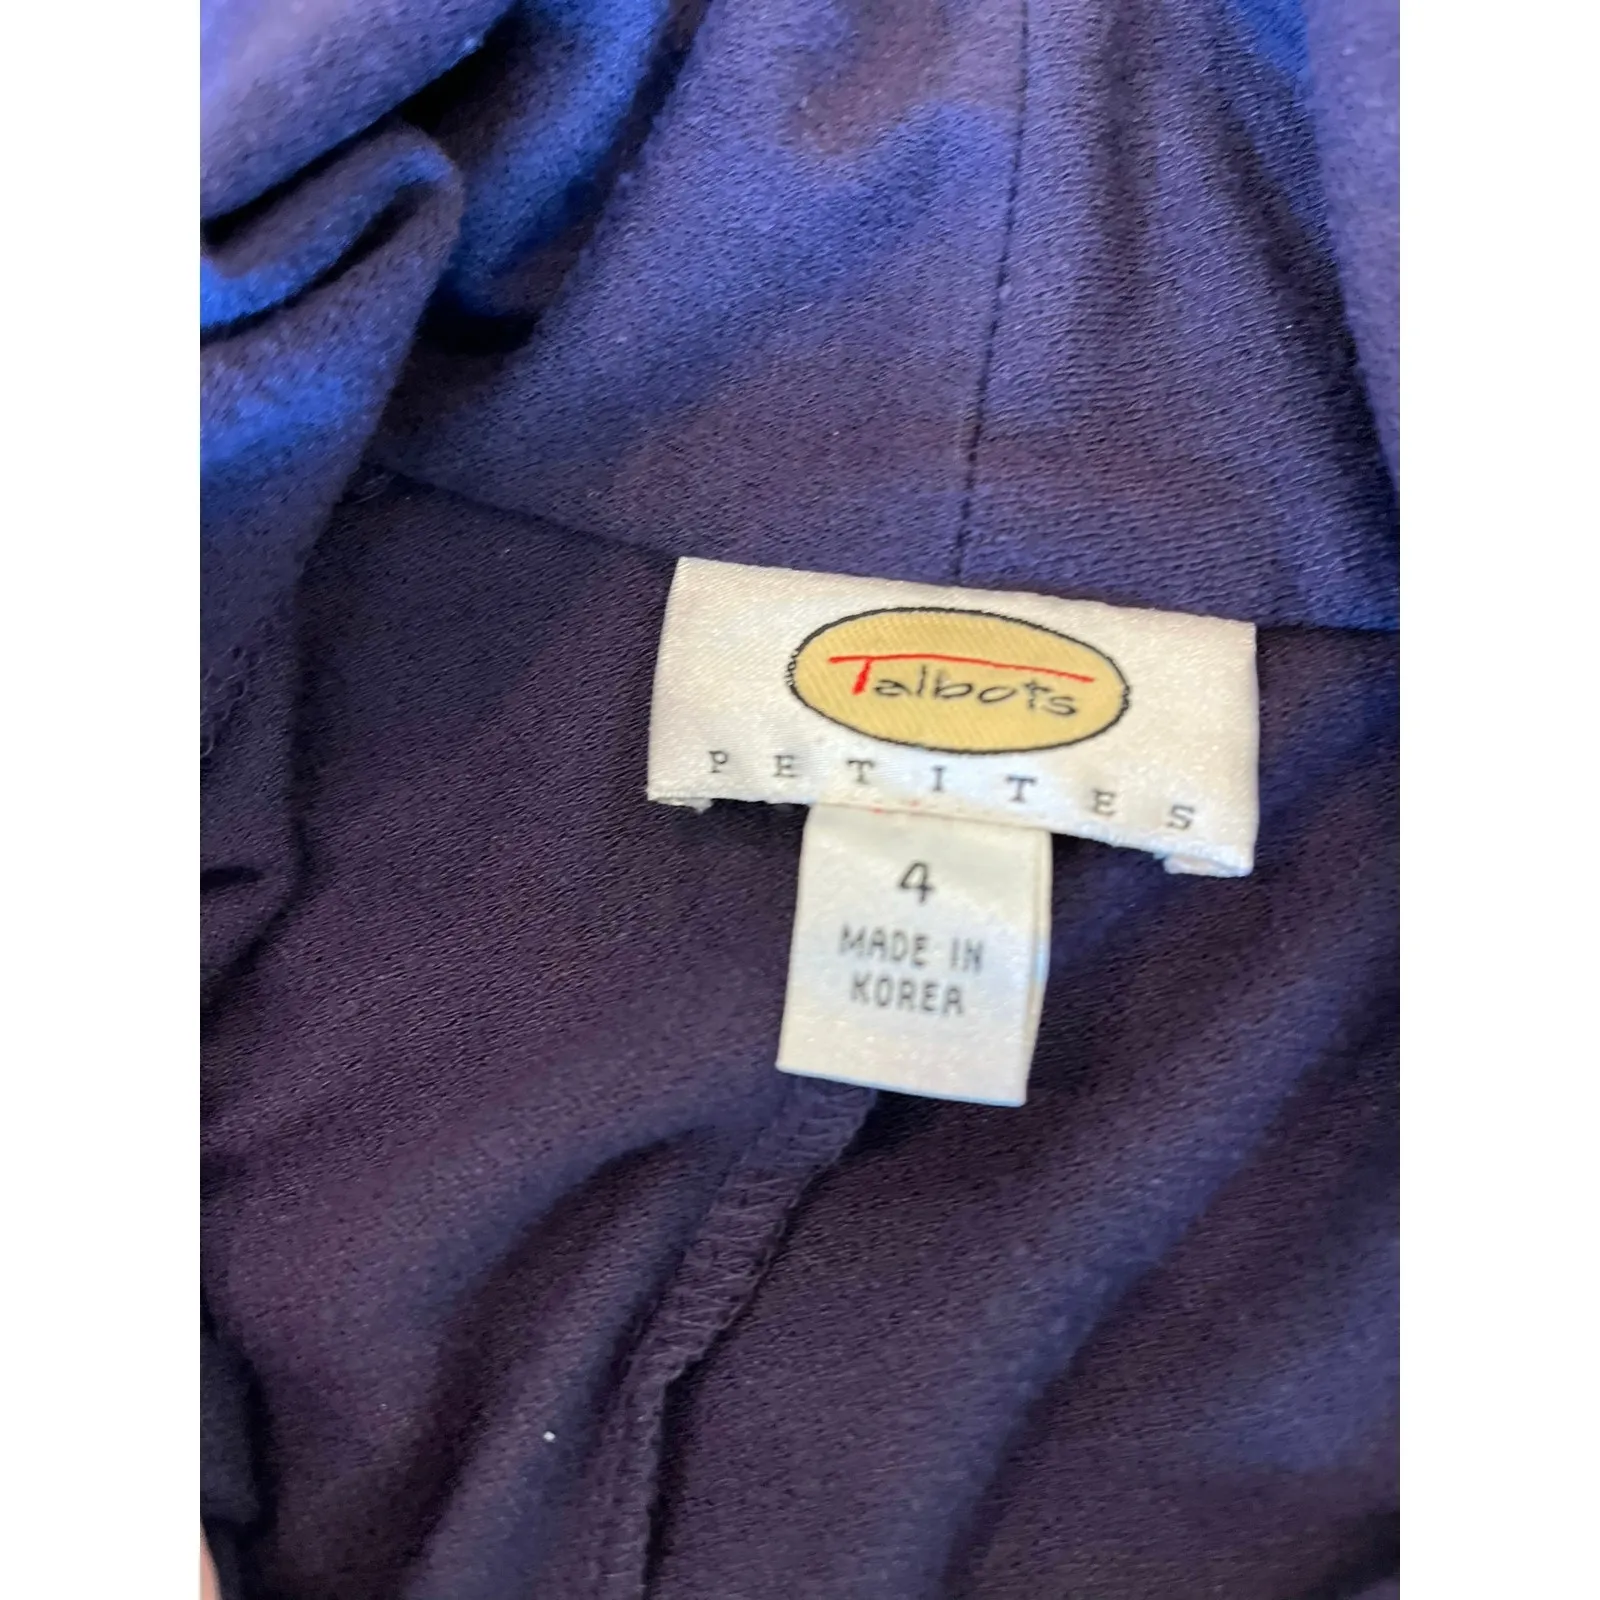 Talbots
PETITES
4
MADE IN
KOREA